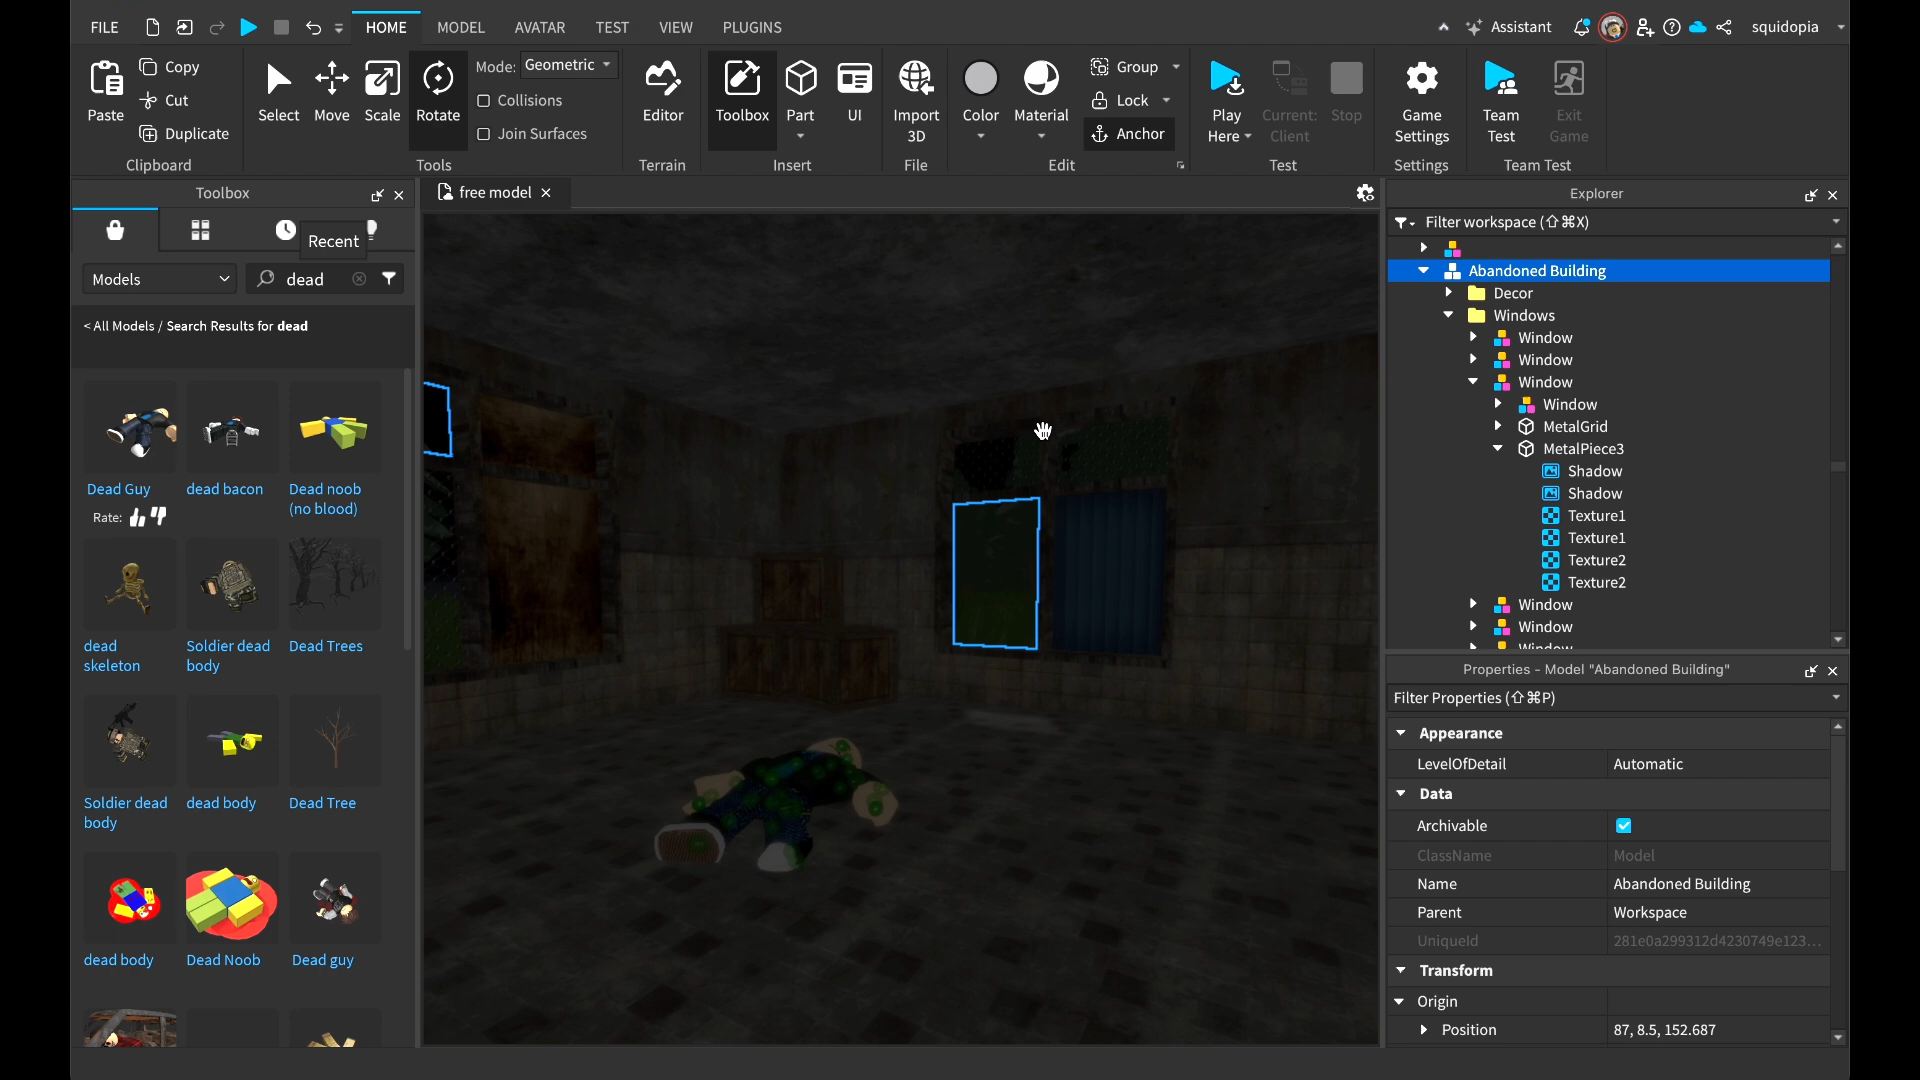 FILE
HOME
MODEL
AVATAR
TEST
VIEW
PLUGINS
Assistant
squidopia
Paste
Copy
Cut
Duplicate
Clipboard
Select
Move
Scale
Rotate
Mode: Geometric
Collisions
Join Surfaces
Tools
Editor
Terrain
Toolbox
Part
UI
Insert
Import
3D
File
Color
Material
Group
Lock
Anchor
Edit
Play
Here
Current:
Client
Stop
Test
Game
Settings
Settings
Team
Test
Exit
Game
Team Test
Toolbox
Recent
Models
dead
< All Models / Search Results for dead
Dead Guy
Rate:
dead bacon
Dead noob
(no blood)
dead
skeleton
Soldier dead
body
Dead Trees
Soldier dead
body
dead body
Dead Tree
dead body
Dead Noob
Dead guy
free model
Explorer
Filter workspace (⇧⌘X)
Abandoned Building
Decor
Windows
Window
Window
Window
Window
MetalGrid
MetalPiece3
Shadow
Shadow
Texture1
Texture1
Texture2
Texture2
Window
Window
Window
Properties - Model "Abandoned Building"
Filter Properties (⇧⌘P)
Appearance
LevelOfDetail Automatic
Data
Archivable
ClassName Model
Name Abandoned Building
Parent Workspace
UniqueId 281e0a299312d4230749e123...
Transform
Origin
Position 87, 8.5, 152.687